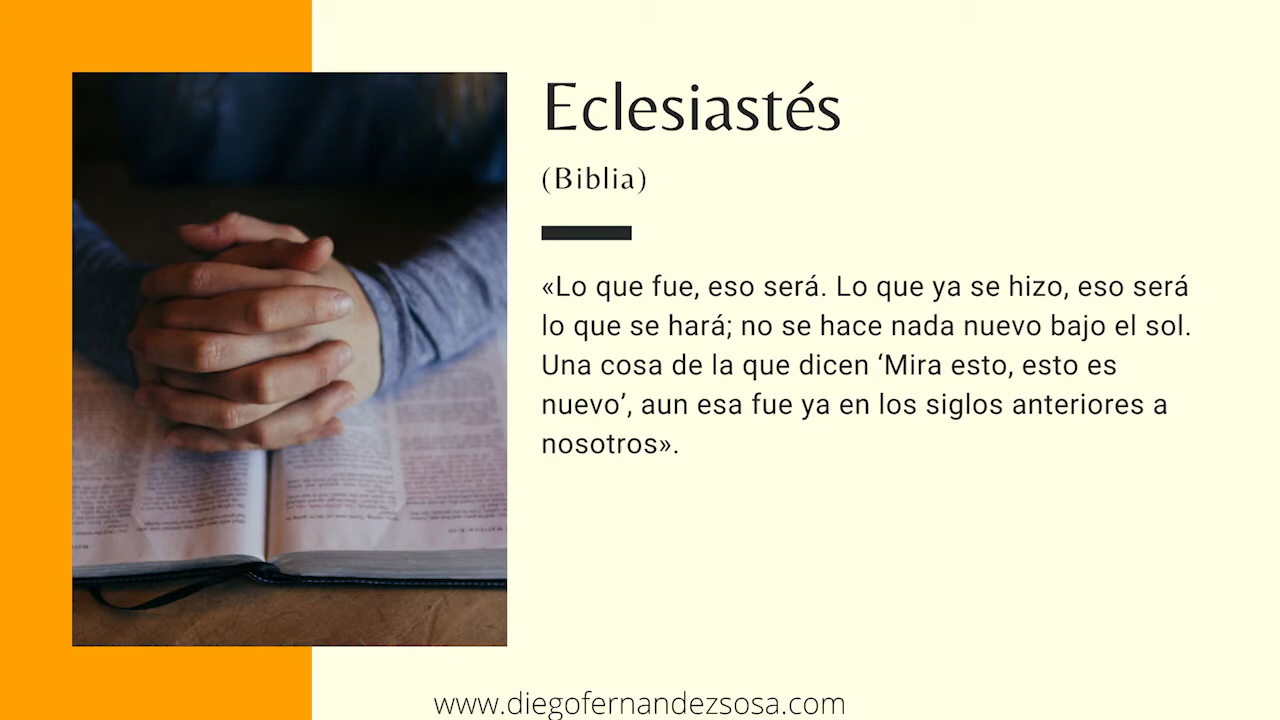 Eclesiastés
(Biblia)
«Lo que fue, eso será. Lo que ya se hizo, eso será
lo que se hará; no se hace nada nuevo bajo el sol.
Una cosa de la que dicen ‘Mira esto, esto es
nuevo’, aun esa fue ya en los siglos anteriores a
nosotros».
www.diegofernandezsosa.com